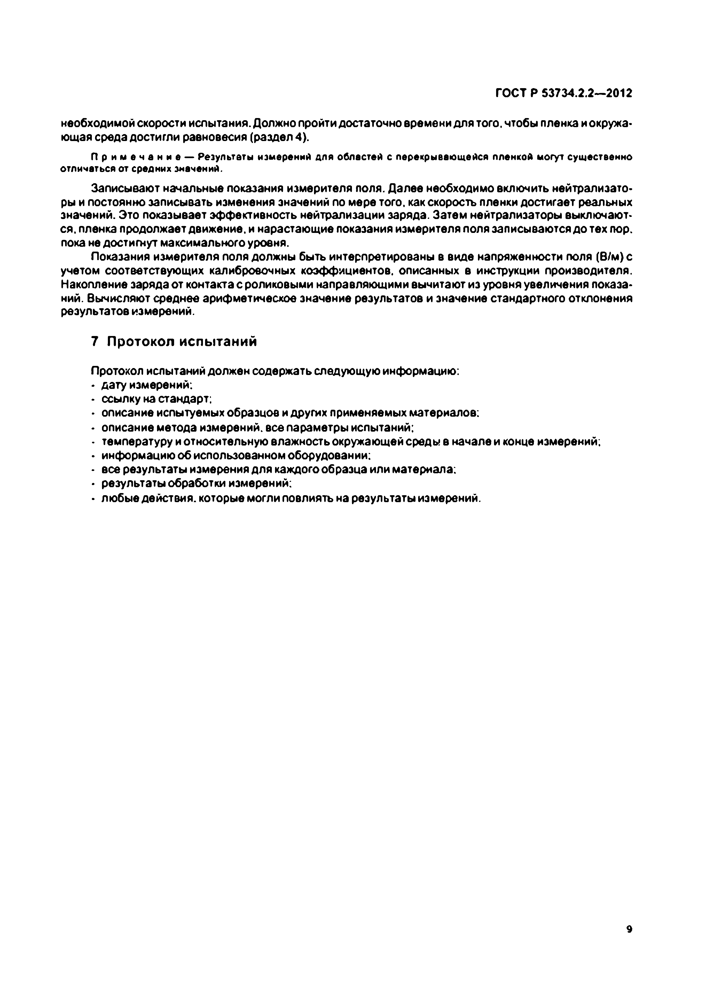 ГОСТ Р 53734.2.2—2012
необходимой скорости испытания. Должно пройти достаточно времени для того, чтобы пленка и окружа-
ющая среда достигли равновесия (раздел 4).
Примечание — Результаты измерений для областей с перекрывающейся пленкой могут существенно
отличаться от средних значений.
Записывают начальные показания измерителя поля. Далее необходимо включить нейтрализато-
ры и постоянно записывать изменения значений по мере того, как скорость пленки достигает реальных
значений. Это показывает эффективность нейтрализации заряда. Затем нейтрализаторы выключают-
ся, пленка продолжает движение, и нарастающие показания измерителя поля записываются до тех пор,
пока не достигнут максимального уровня.
Показания измерителя поля должны быть интерпретированы в виде напряженности поля (В/м) с
учетом соответствующих калибровочных коэффициентов, описанных в инструкции производителя.
Накопление заряда от контакта с роликовыми направляющими вычитают из уровня увеличения показа-
ний. Вычисляют среднее арифметическое значение результатов и значение стандартного отклонения
результатов измерений.
7 Протокол испытаний
Протокол испытаний должен содержать следующую информацию:
- дату измерений;
- ссылку на стандарт;
- описание испытуемых образцов и других применяемых материалов;
- описание метода измерений, все параметры испытаний;
- температуру и относительную влажность окружающей среды в начале и конце измерений;
- информацию об использованном оборудовании;
- все результаты измерения для каждого образца или материала;
- результаты обработки измерений;
- любые действия, которые могли повлиять на результаты измерений.
9